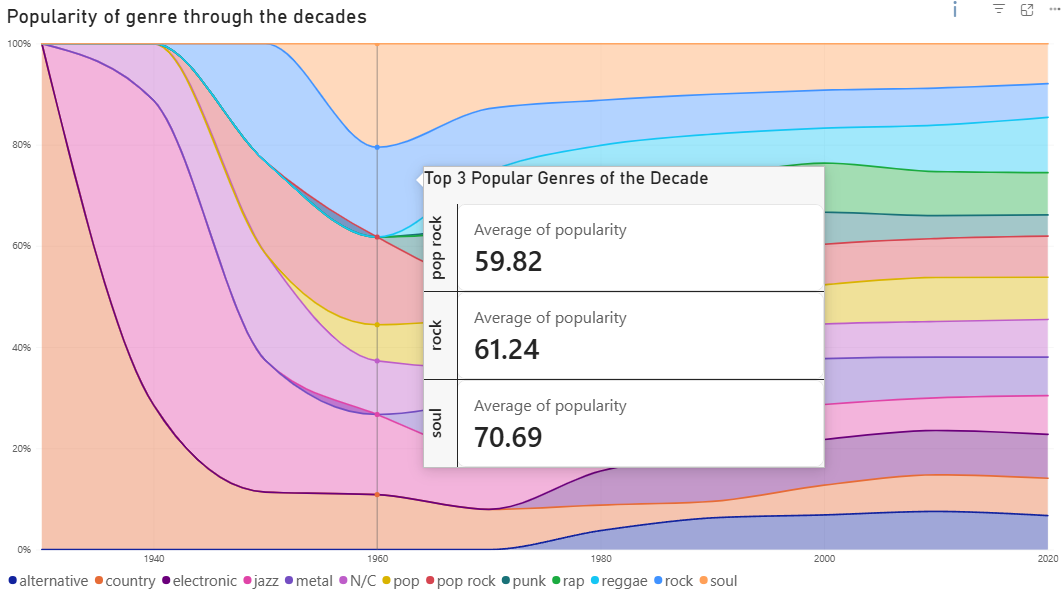 Popularity of genre through the decades
100%
80%
60%
40%
20%
0%
Top 3 Popular Genres of the Decade
pop rock
Average of popularity
59.82
rock
Average of popularity
61.24
soul
Average of popularity
70.69
1940
1960
1980
2000
2020
alternative country electronic jazz metal N/C pop pop rock punk rap reggae rock soul